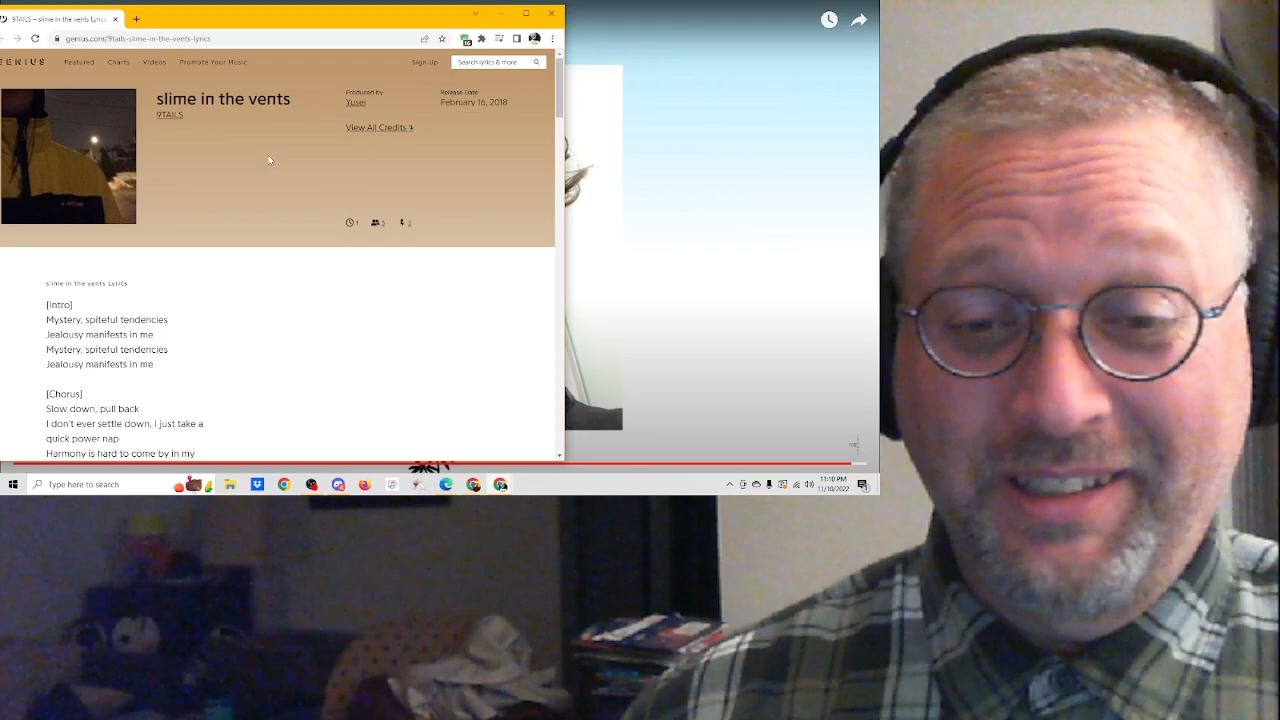 9TAILS – slime in the vents Lyrics
genius.com/9tails-slime-in-the-vents-lyrics
GENIUS
Featured
Charts
Videos
Promote Your Music
Sign Up
Search lyrics & more
slime in the vents
9TAILS
Produced by
Yusei
View All Credits
Release Date
February 16, 2018
1
5
2
slime in the vents Lyrics
[Intro]
Mystery, spiteful tendencies
Jealousy manifests in me
Mystery, spiteful tendencies
Jealousy manifests in me
[Chorus]
Slow down, pull back
I don't ever settle down, I just take a
quick power nap
Harmony is hard to come by in my
Type here to search
11:10 PM
11/10/2022